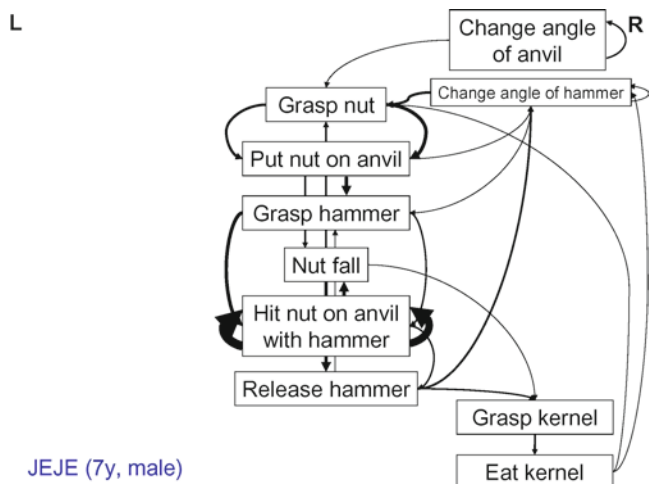 L
R
Change angle
of anvil
Change angle of hammer
Grasp nut
Put nut on anvil
Grasp hammer
Nut fall
Hit nut on anvil
with hammer
Release hammer
Grasp kernel
Eat kernel
JEJE (7y, male)